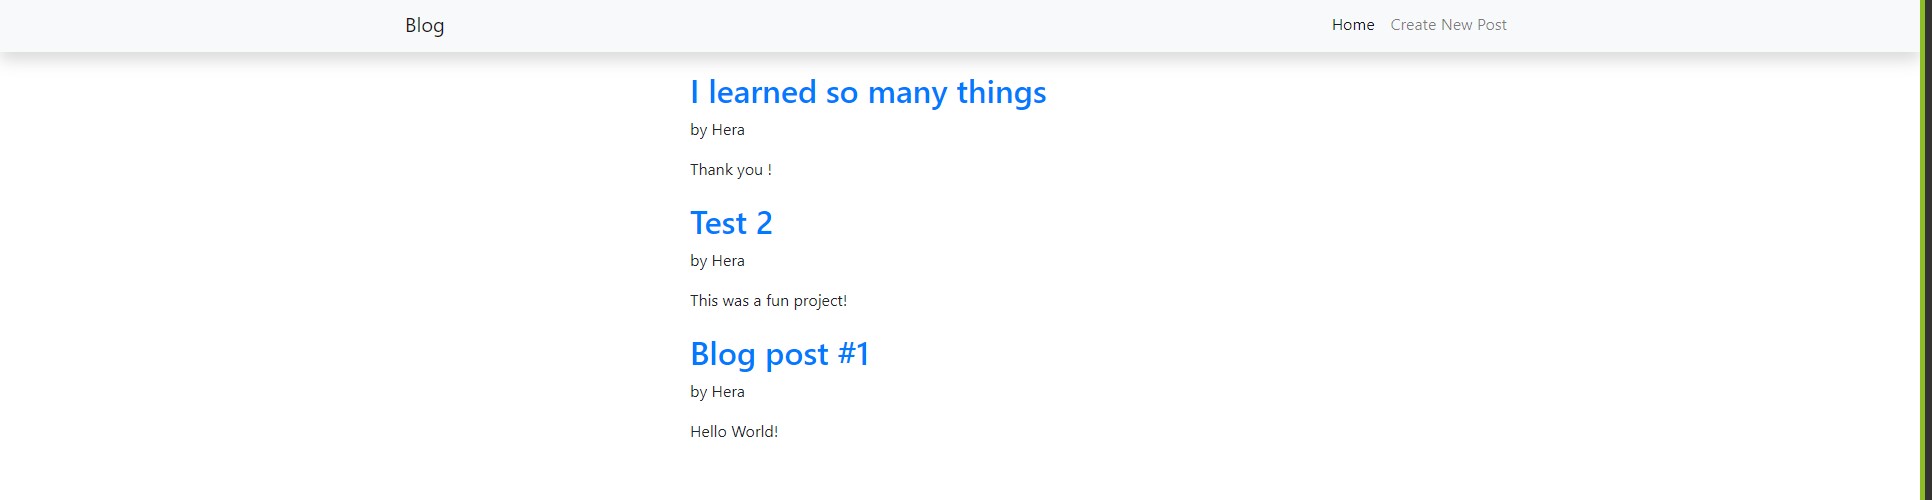 Blog
Home
Create New Post
I learned so many things
by Hera
Thank you !
Test 2
by Hera
This was a fun project!
Blog post #1
by Hera
Hello World!